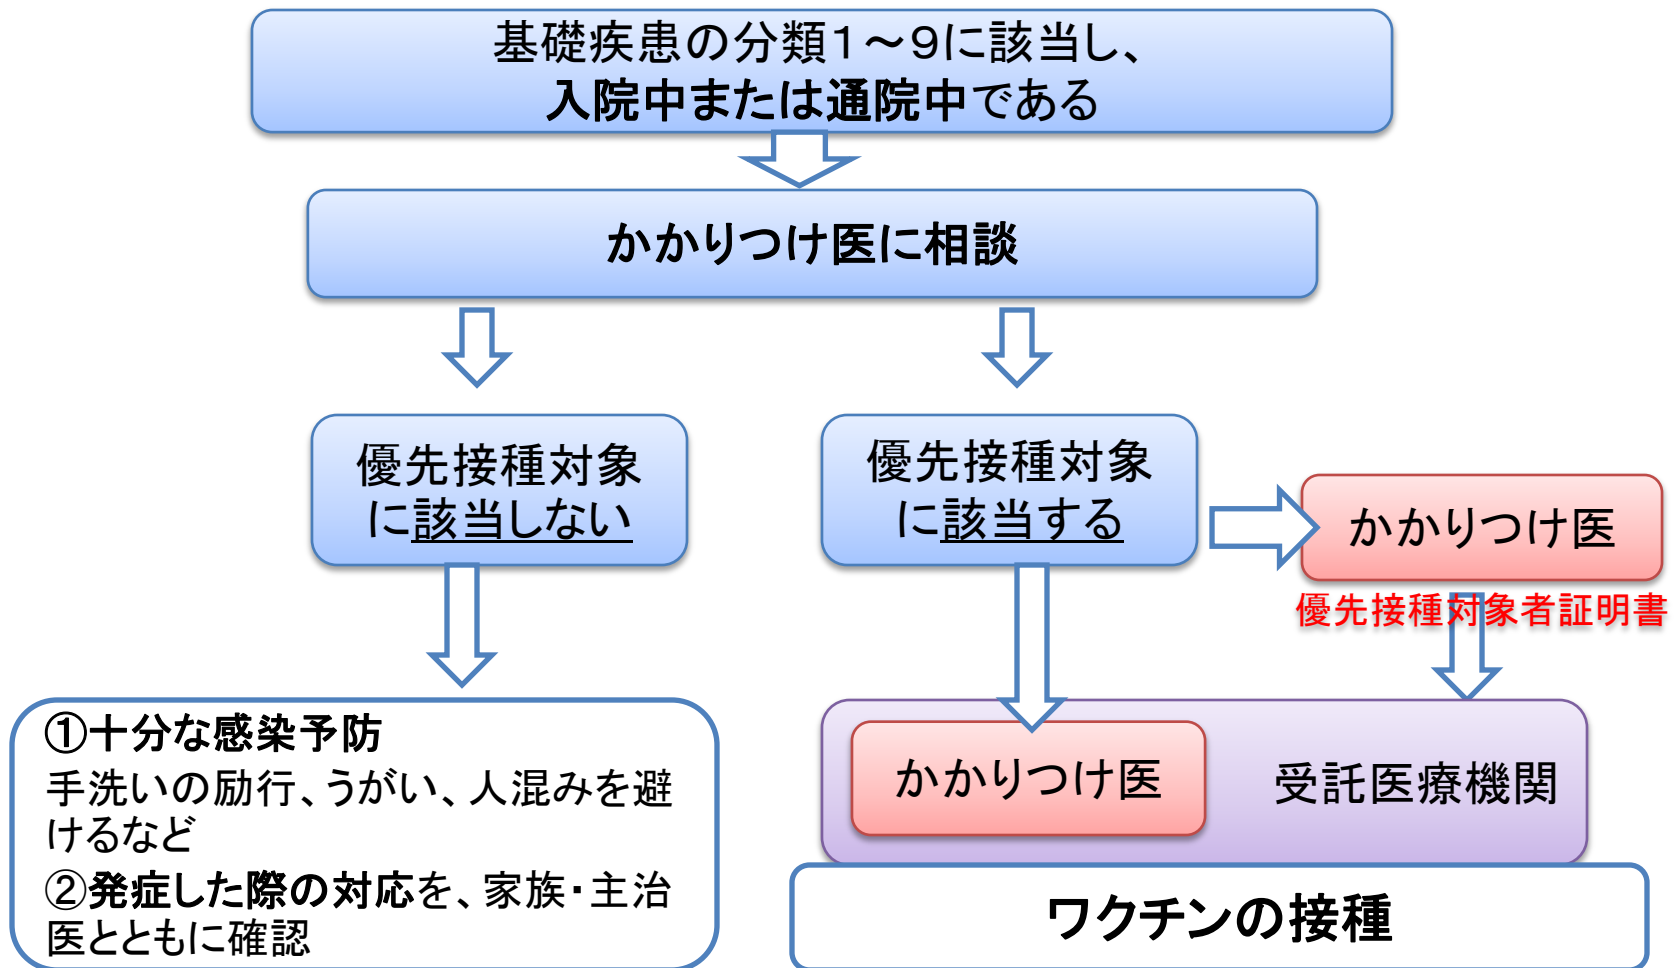 基礎疾患の分類１～９に該当し、
入院中または通院中である
かかりつけ医に相談
優先接種対象
に該当しない
優先接種対象
に該当する
かかりつけ医
優先接種対象者証明書
①十分な感染予防
手洗いの励行、うがい、人混みを避
けるなど
②発症した際の対応を、家族・主治
医とともに確認
かかりつけ医
受託医療機関
ワクチンの接種